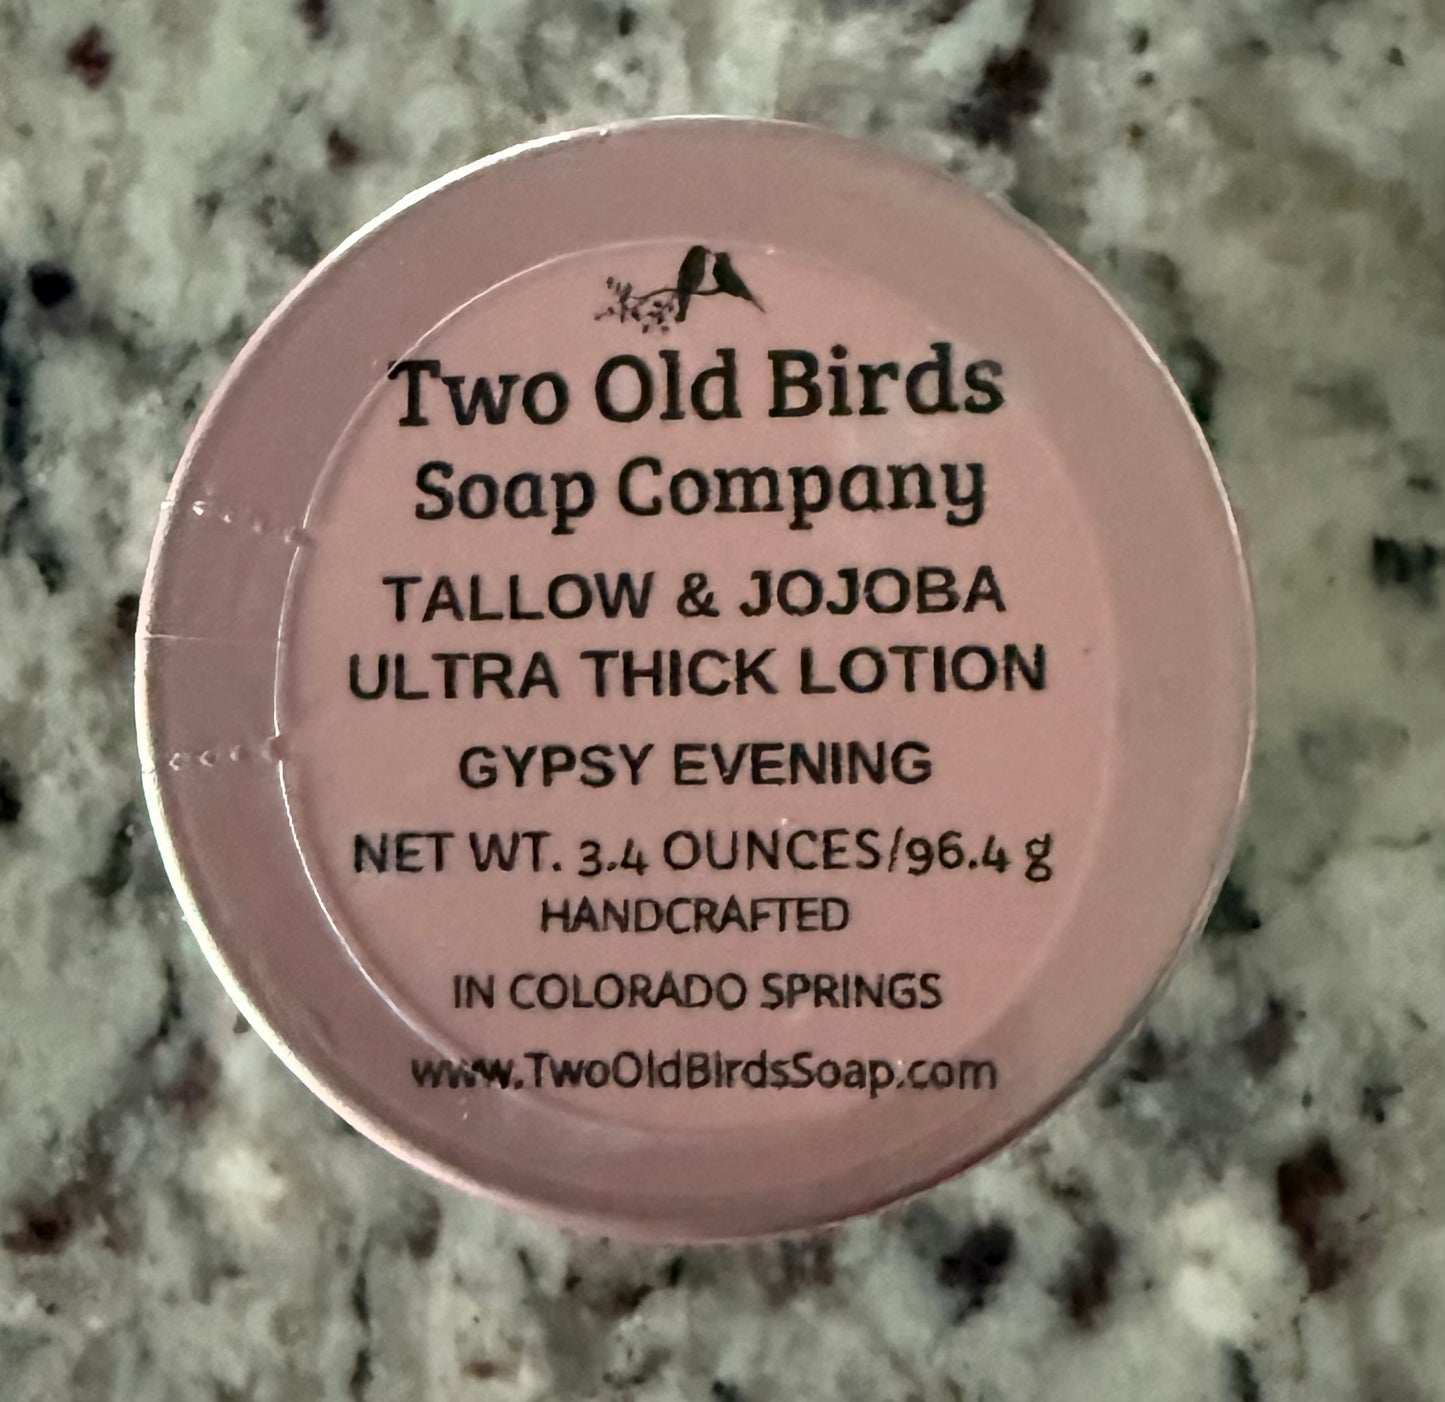 Two Old Birds
Soap Company
TALLOW & JOJOBA
ULTRA THICK LOTION
GYPSY EVENING
NET WT. 3.4 OUNCES/96.4 g
HANDCRAFTED
IN COLORADO SPRINGS
www.TwoOldBirdsSoap.com